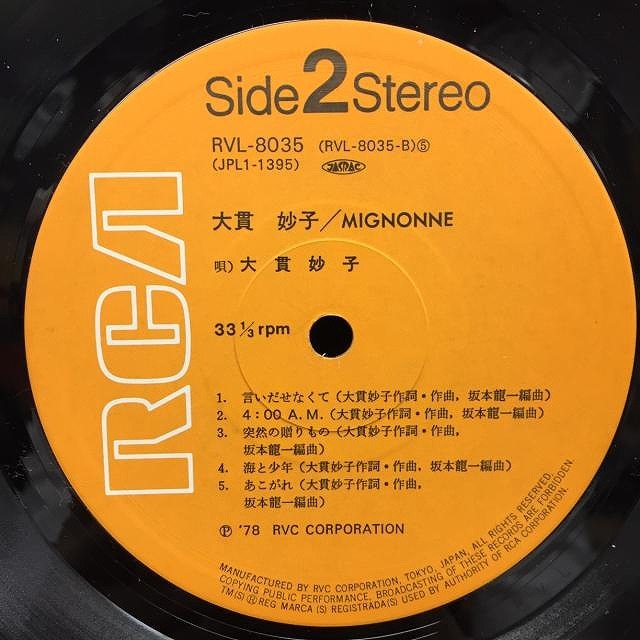 Side 2 Stereo
RVL-8035 (RVL-8035-B)⑤
(JPL1-1395) JASRAC
RCA
大貫 妙子／MIGNONNE
唄）大貫妙子
33 1/3 rpm
1. 言いだせなくて（大貫妙子作詞・作曲，坂本龍一編曲）
2. 4：00 A.M.（大貫妙子作詞・作曲，坂本龍一編曲）
3. 突然の贈りもの（大貫妙子作詞・作曲，
坂本龍一編曲）
4. 海と少年（大貫妙子作詞・作曲，坂本龍一編曲）
5. あこがれ（大貫妙子作詞・作曲，
坂本龍一編曲）
Ⓟ '78 RVC CORPORATION
MANUFACTURED BY RVC CORPORATION, TOKYO, JAPAN, ALL RIGHTS RESERVED.
COPYING PUBLIC PERFORMANCE, BROADCASTING OF THESE RECORDS ARE FORBIDDEN.
TM(S) Ⓡ REG MARCA (S) REGISTRADA(S) USED BY AUTHORITY OF RCA CORPORATION.